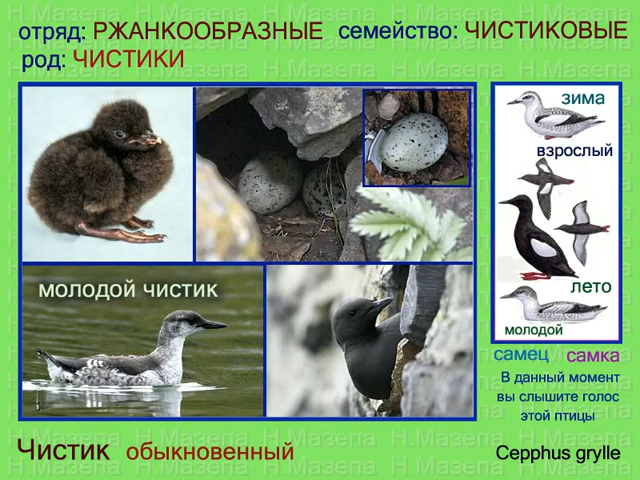 отряд: РЖАНКООБРАЗНЫЕ семейство: ЧИСТИКОВЫЕ
род: ЧИСТИКИ
зима
взрослый
лето
молодой
молодой чистик
самец самка
В данный момент
вы слышите голос
этой птицы
Чистик обыкновенный
Cepphus grylle
Н.Мазепа